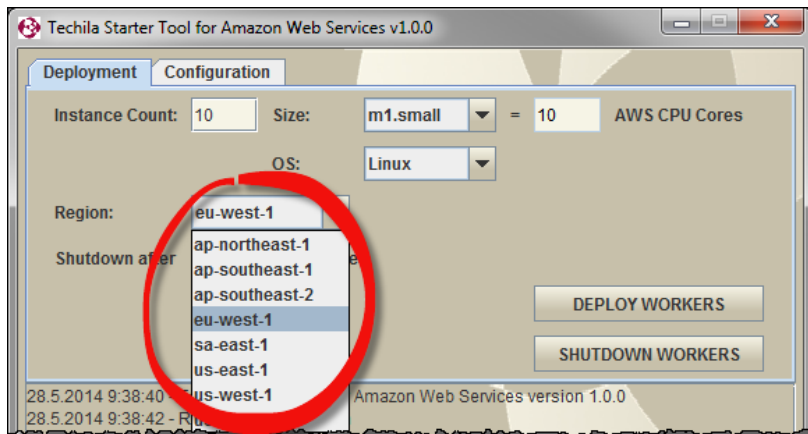 Techila Starter Tool for Amazon Web Services v1.0.0
Deployment Configuration
Instance Count: 10 Size: m1.small = 10 AWS CPU Cores
OS: Linux
Region: eu-west-1
ap-northeast-1
Shutdown after
ap-southeast-1
ap-southeast-2
eu-west-1
DEPLOY WORKERS
sa-east-1
us-east-1
SHUTDOWN WORKERS
us-west-1
28.5.2014 9:38:40 - Amazon Web Services version 1.0.0
28.5.2014 9:38:42 - R